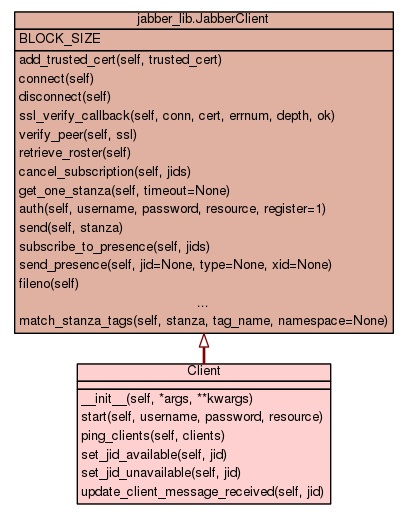 jabber_lib.JabberClient
BLOCK_SIZE
add_trusted_cert(self, trusted_cert)
connect(self)
disconnect(self)
ssl_verify_callback(self, conn, cert, errnum, depth, ok)
verify_peer(self, ssl)
retrieve_roster(self)
cancel_subscription(self, jids)
get_one_stanza(self, timeout=None)
auth(self, username, password, resource, register=1)
send(self, stanza)
subscribe_to_presence(self, jids)
send_presence(self, jid=None, type=None, xid=None)
fileno(self)
...
match_stanza_tags(self, stanza, tag_name, namespace=None)
Client
__init__(self, *args, **kwargs)
start(self, username, password, resource)
ping_clients(self, clients)
set_jid_available(self, jid)
set_jid_unavailable(self, jid)
update_client_message_received(self, jid)